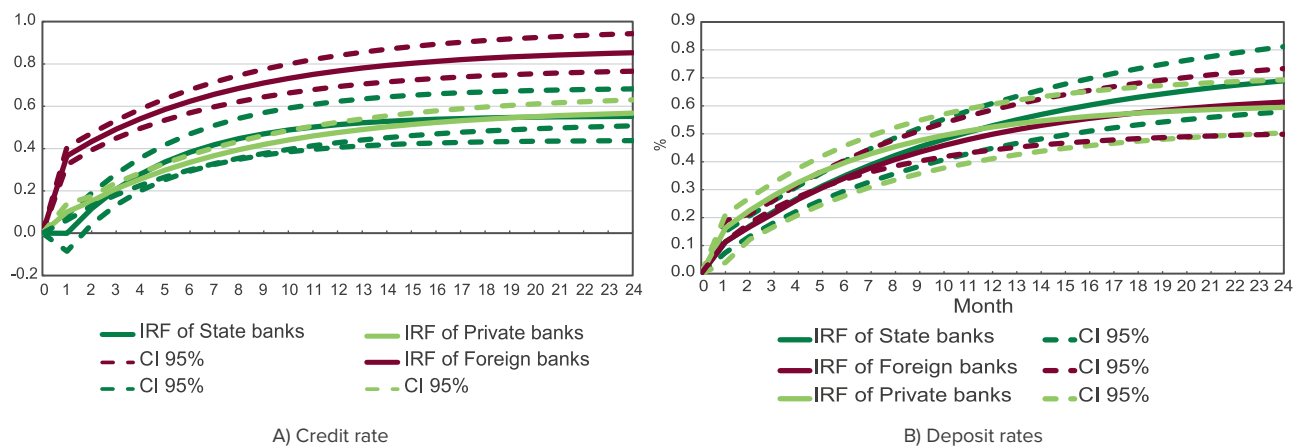 1.0
0.8
0.6
0.4
0.2
0.0
-0.2
0 1 2 3 4 5 6 7 8 9 10 11 12 13 14 15 16 17 18 19 20 21 22 23 24
IRF of State banks
IRF of Private banks
CI 95%
IRF of Foreign banks
CI 95%
CI 95%
A) Credit rate
0.9
0.8
0.7
0.6
0.5
%
0.4
0.3
0.2
0.1
0.0
0 1 2 3 4 5 6 7 8 9 10 11 12 13 14 15 16 17 18 19 20 21 22 23 24
Month
IRF of State banks
CI 95%
IRF of Foreign banks
CI 95%
IRF of Private banks
CI 95%
B) Deposit rates